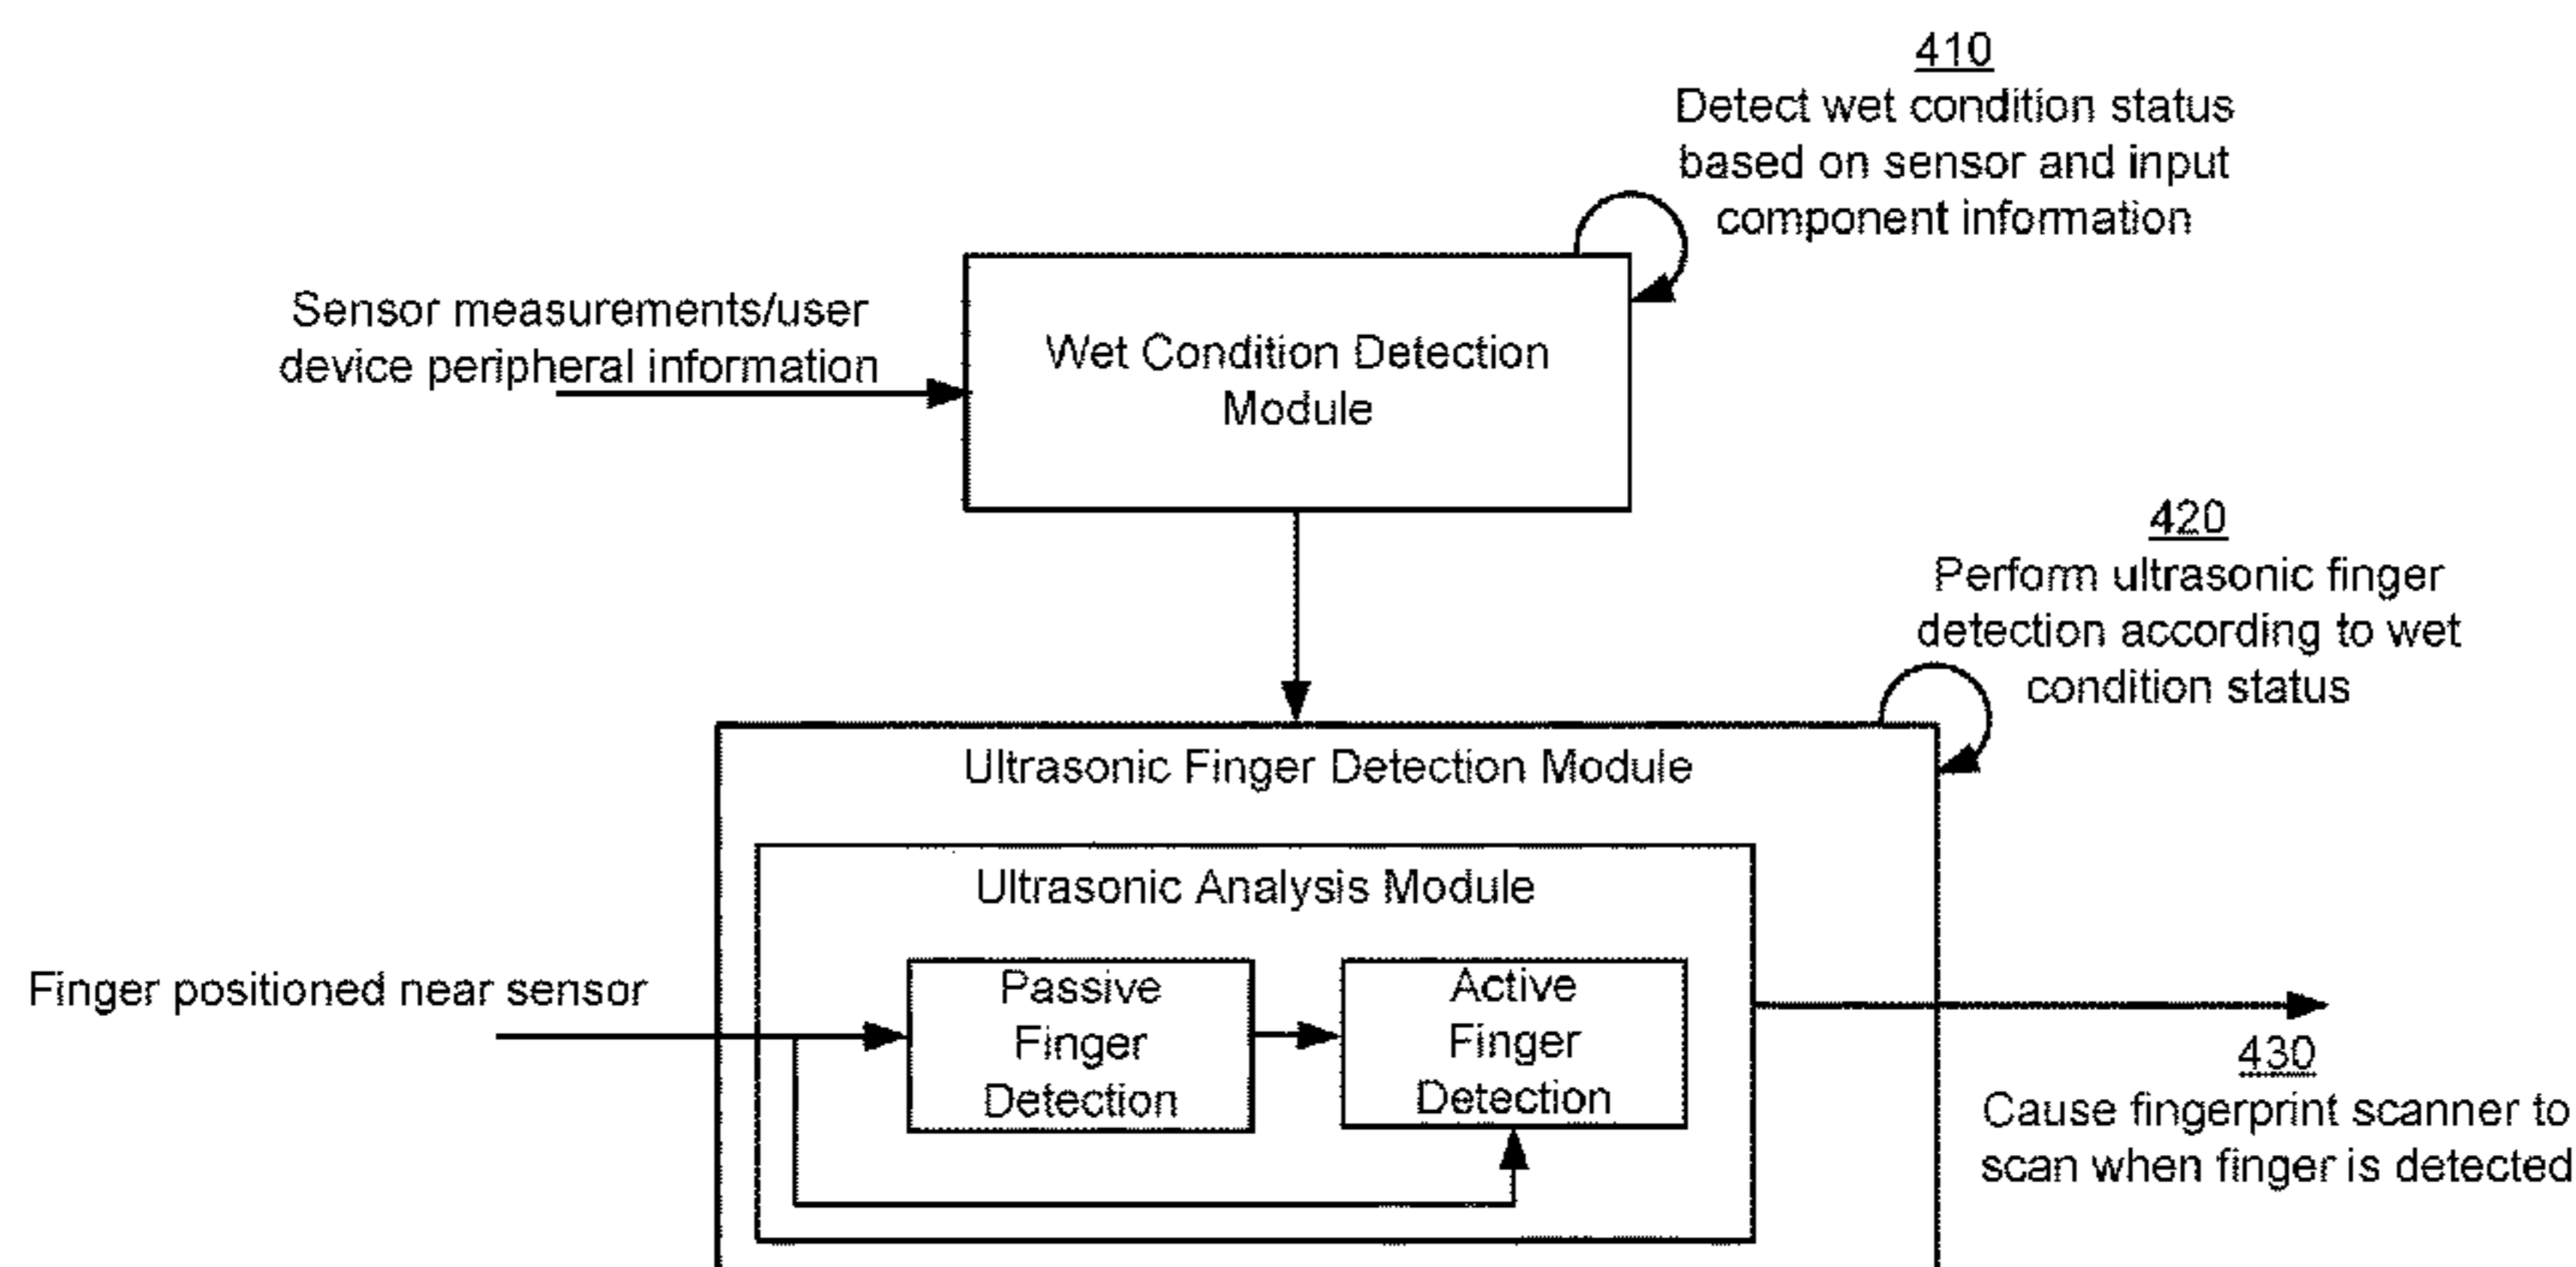 410
Detect wet condition status
based on sensor and input
component information
Sensor measurements/user
device peripheral information
Wet Condition Detection
Module
420
Perform ultrasonic finger
detection according to wet
condition status
Ultrasonic Finger Detection Module
Ultrasonic Analysis Module
Finger positioned near sensor
Passive
Finger
Detection
Active
Finger
Detection
430
Cause fingerprint scanner to
scan when finger is detected